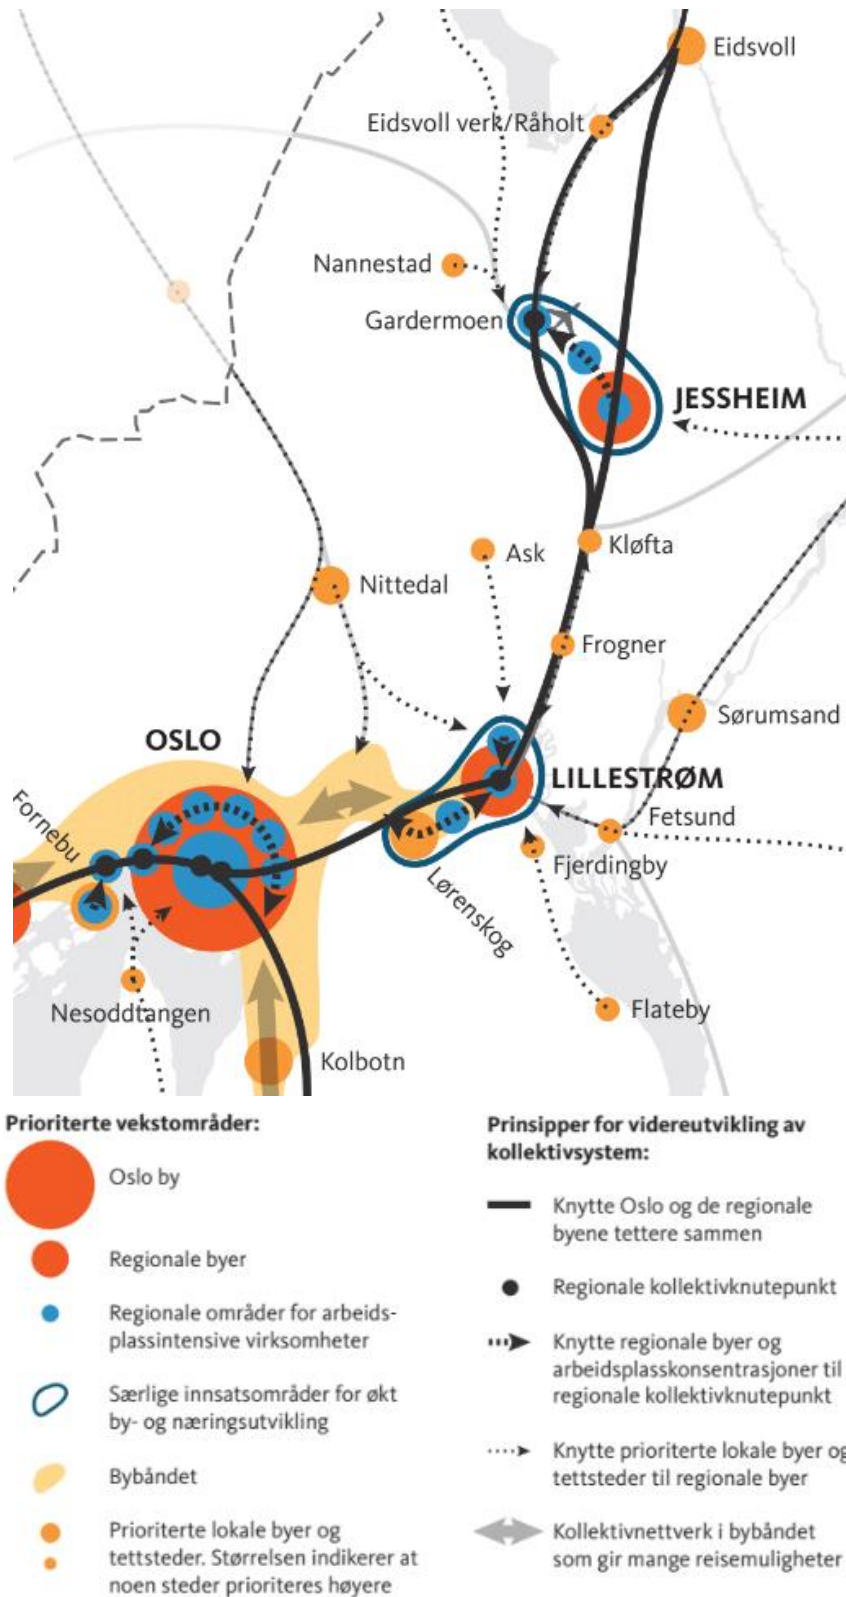 Eidsvoll
Eidsvoll verk/Råholt
Nannestad
Gardermoen
JESSHEIM
Kløfta
Ask
Nittedal
Frogner
Sørumsand
OSLO
LILLESTRØM
Fetsund
Fornebu
Fjerdingby
Lørenskog
Nesoddtangen
Flateby
Kolbotn
Prioriterte vekstområder:
Oslo by
Regionale byer
Regionale områder for arbeids-
plassintensive virksomheter
Særlige innsatsområder for økt
by- og næringsutvikling
Bybåndet
Prioriterte lokale byer og
tettsteder. Størrelsen indikerer at
noen steder prioriteres høyere
Prinsipper for videreutvikling av
kollektivsystem:
Knytte Oslo og de regionale
byene tettere sammen
Regionale kollektivknutepunkt
Knytte regionale byer og
arbeidsplasskonsentrasjoner til
regionale kollektivknutepunkt
Knytte prioriterte lokale byer og
tettsteder til regionale byer
Kollektivnettverk i bybåndet
som gir mange reisemuligheter